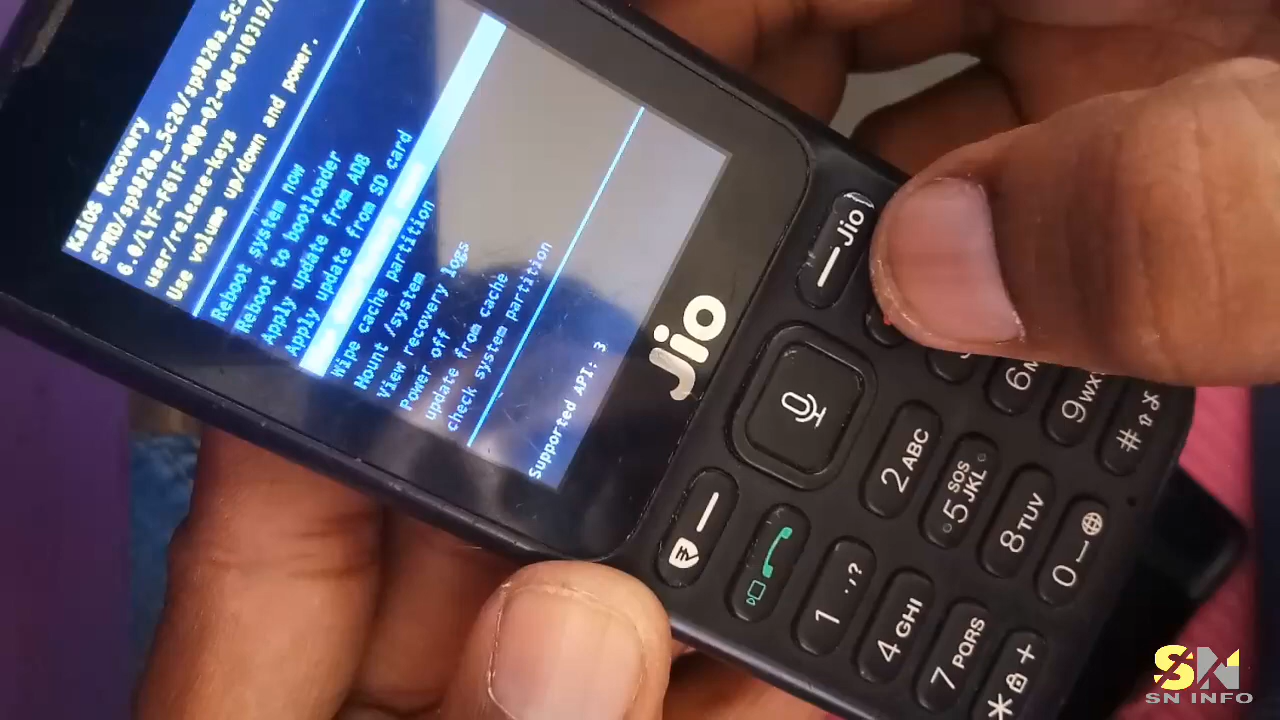 KaiOS Recovery
SPRD/sp9820a_5c20/sp9820a_5c2
6.0/LYF-F61F-000-02-08-010319/
user/release-keys
Use volume up/down and power.
Reboot system now
Reboot to bootloader
Apply update from ADB
Apply update from SD card
Wipe cache partition
Mount /system
View recovery logs
Power off
update from cache
check system partition
Supported API: 3
Jio
Jio
2 ABC
5 SOS JKL
8 TUV
0
1 .,?
4 GHI
7 PQRS
* +
6
9 WX
#
SN
SN INFO